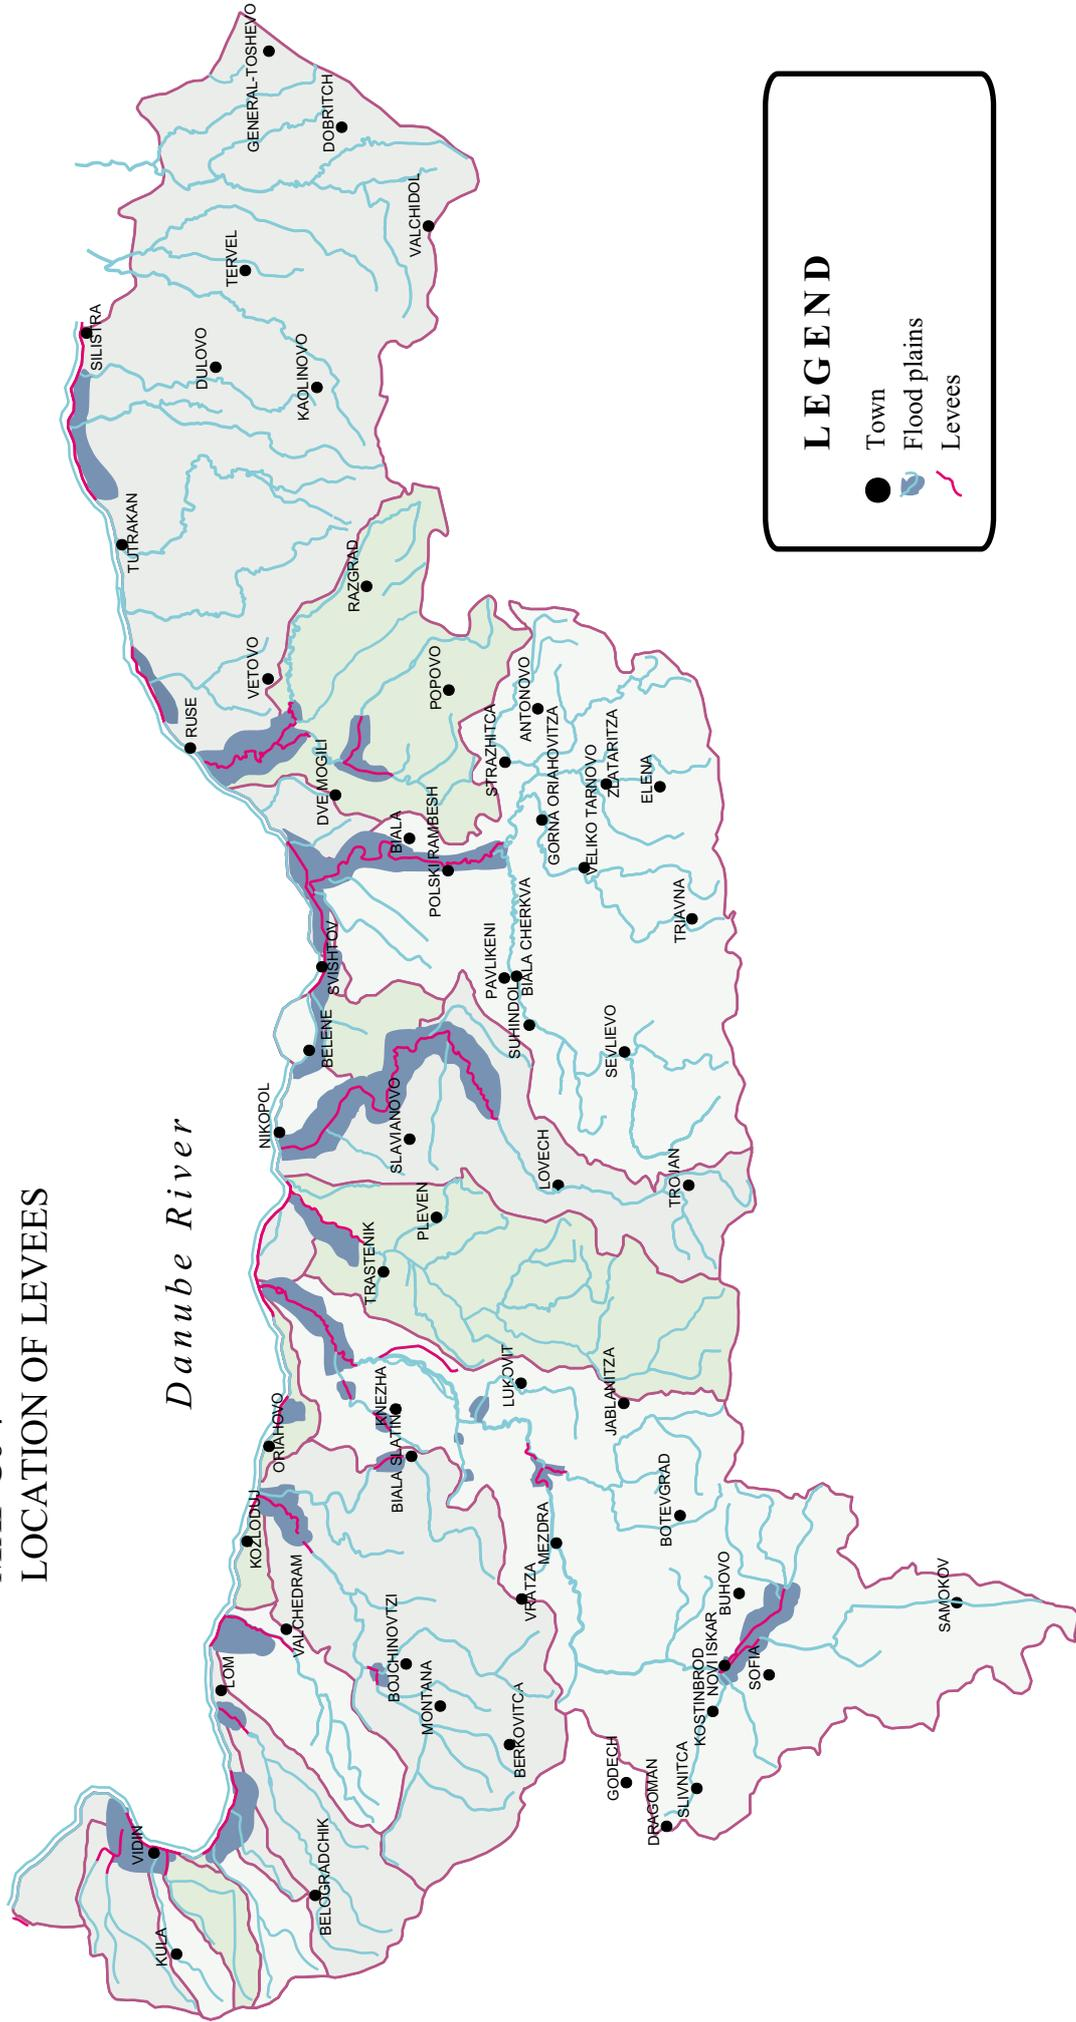 LOCATION OF LEVEES
Danube River
VIDIN
KULA
BELOGRADCHIK
LOM
VALCHEDRAM
KOZLODUJ
ORIAHOVO
BOJCHINOVTZI
MONTANA
BERKOVITCA
VRATZA
MEZDRA
BIALA SLATINA
KNEZHA
LUKOVIT
JABLANITZA
BOTEVGRAD
GODECH
DRAGOMAN
SLIVNITCA
KOSTINBROD
NOVI ISKAR
BUHOVO
SOFIA
SAMOKOV
TRASTENIK
PLEVEN
NIKOPOL
SLAVIANOVO
LOVECH
TROJAN
BELENE
SVISHTOV
PAVLIKENI
BIALA CHERKVA
SUHINDOL
SEVLIEVO
TRIAVNA
POLSKI RAMBESH
BIALA
DVE MOGILI
RUSE
VETOVO
POPOVO
RAZGRAD
STRAZHITCA
ANTONOVO
GORNA ORIAHOVITZA
VELIKO TARNOVO
ZLATARITZA
ELENA
TUTRAKAN
SILISTRA
DULOVO
KAOLINOVO
TERVEL
VALCHIDOL
DOBRITCH
GENERAL-TOSHEVO
LEGEND
Town
Flood plains
Levees